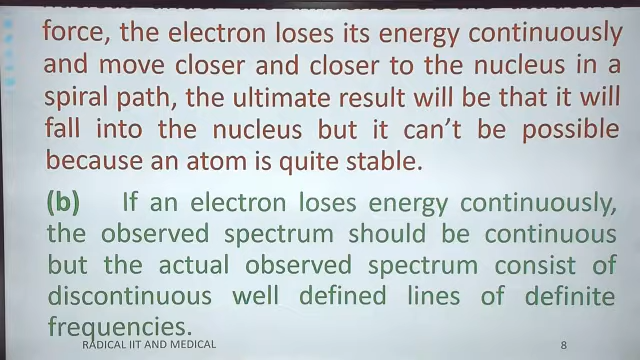 force, the electron loses its energy continuously
and move closer and closer to the nucleus in a
spiral path, the ultimate result will be that it will
fall into the nucleus but it can't be possible
because an atom is quite stable.
(b) If an electron loses energy continuously,
the observed spectrum should be continuous
but the actual observed spectrum consist of
discontinuous well defined lines of definite
frequencies.
RADICAL IIT AND MEDICAL 8